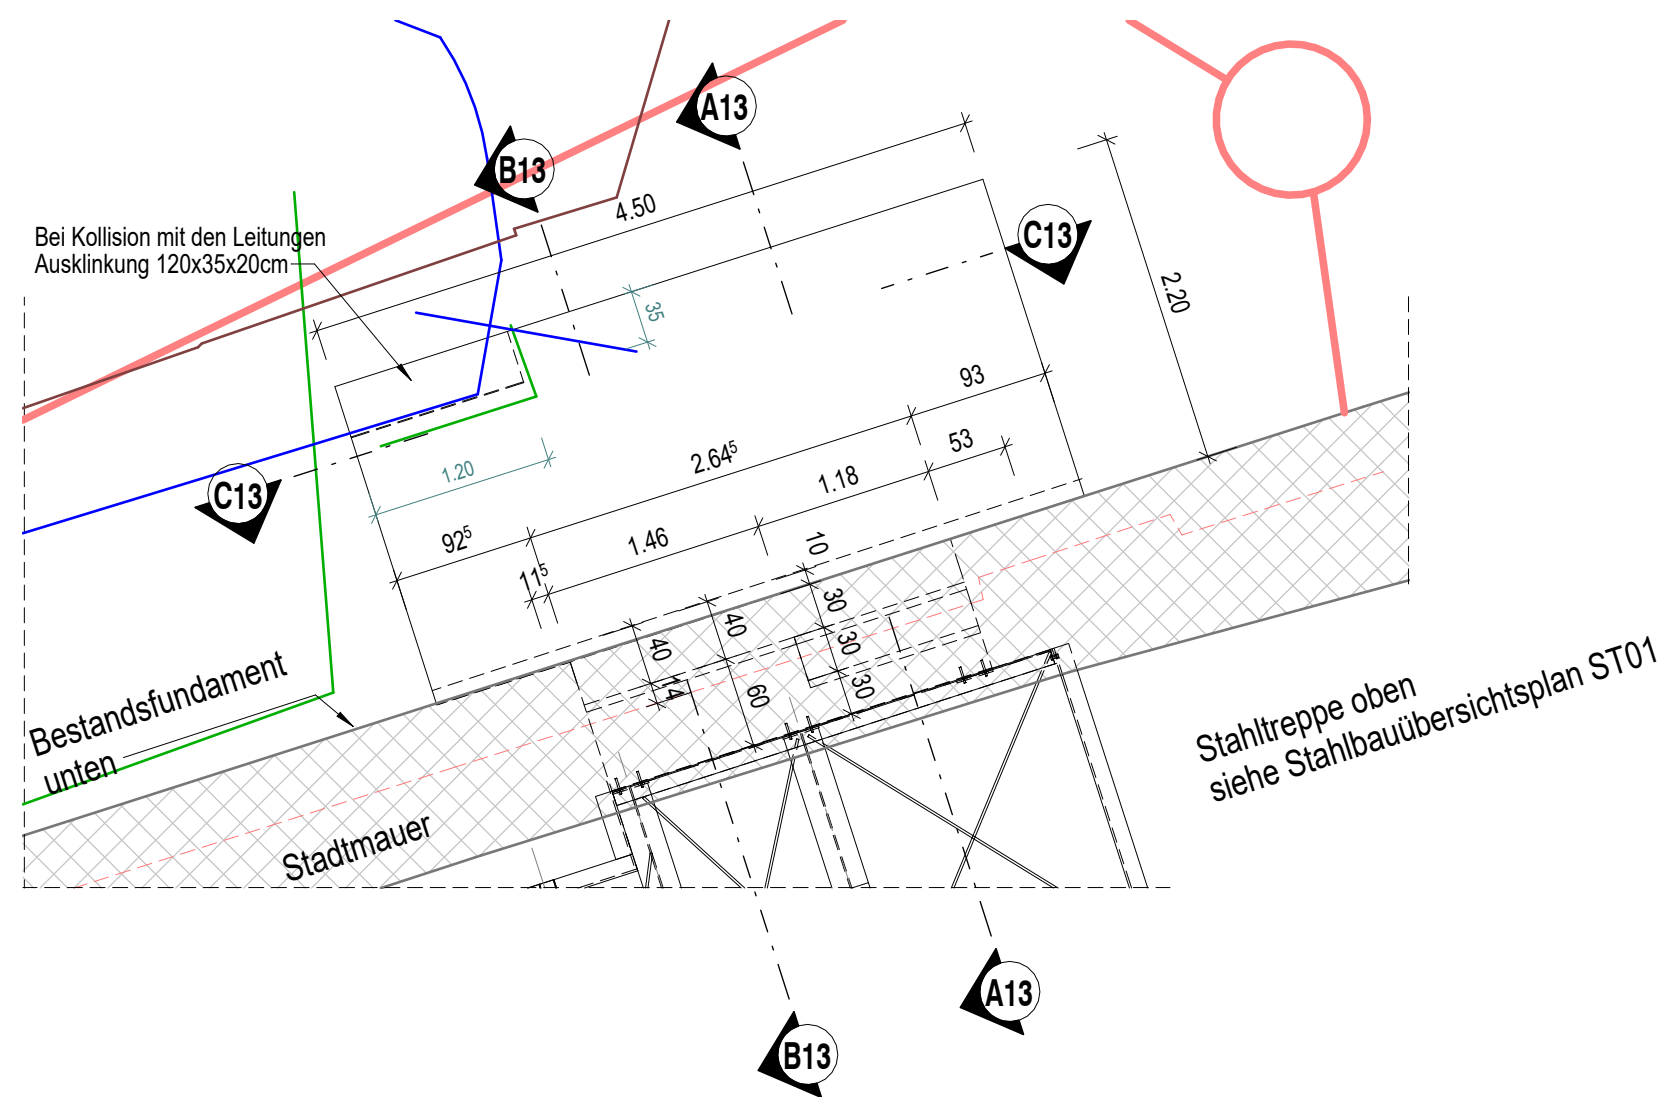 A13
B13
4.50
Bei Kollision mit den Leitungen
Ausklinkung 120x35x20cm
C13
2.20
35
93
53
2.64⁵
1.18
1.20
C13
92⁵
1.46
11⁵
10
30
40
30
40
14
60
30
Bestandsfundament
unten
Stadtmauer
Stahltreppe oben
siehe Stahlbauübersichtsplan ST01
A13
B13